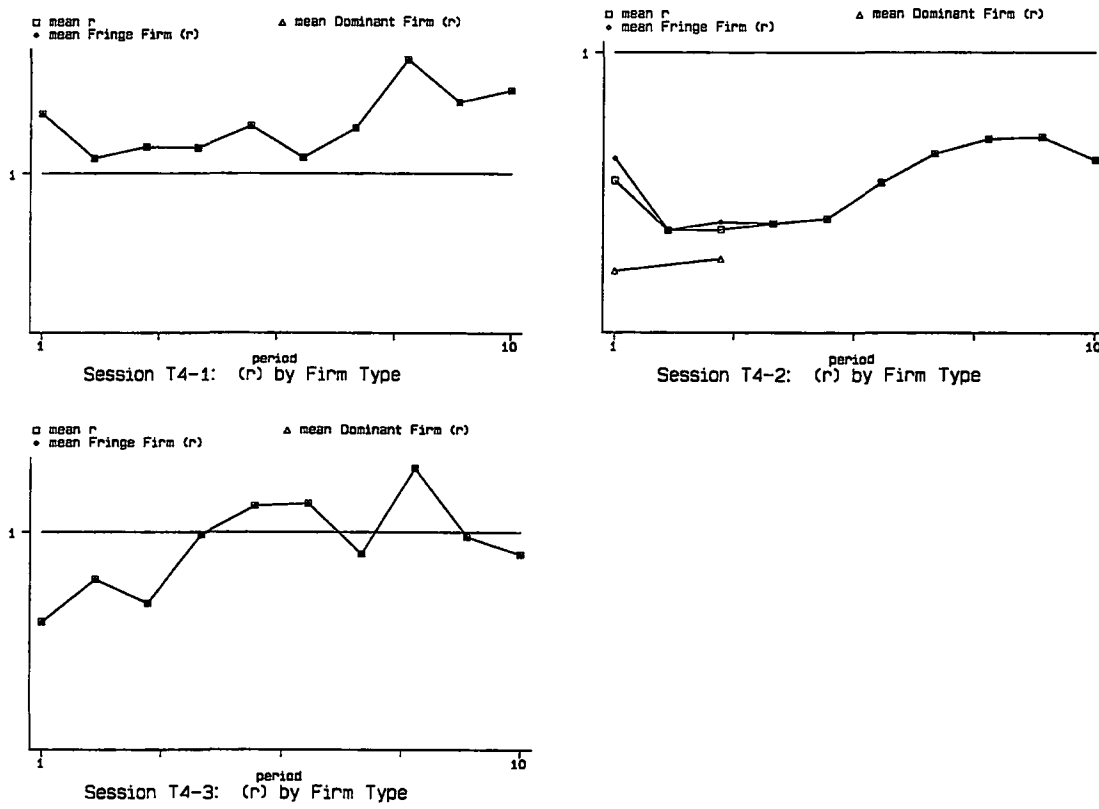 mean r
mean Dominant Firm (r)
mean Fringe Firm (r)
1
1
10
period
Session T4-1: (r) by Firm Type
mean r
mean Dominant Firm (r)
mean Fringe Firm (r)
1
1
10
period
Session T4-2: (r) by Firm Type
mean r
mean Dominant Firm (r)
mean Fringe Firm (r)
1
1
10
period
Session T4-3: (r) by Firm Type